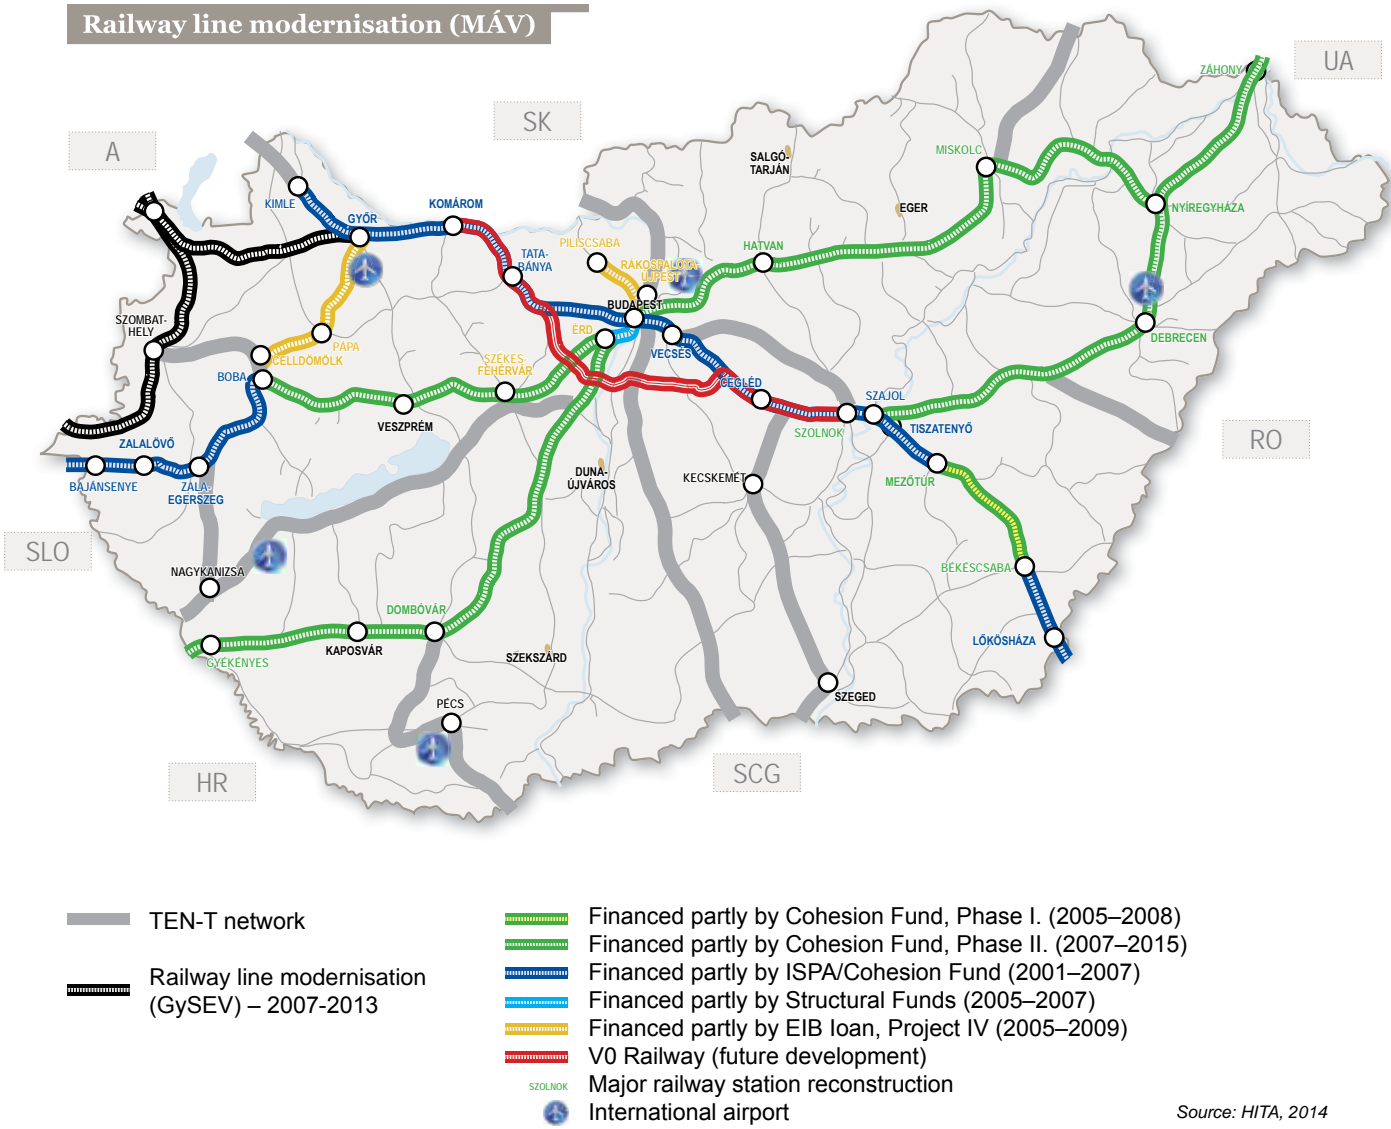 Railway line modernisation (MÁV)
UA
ZÁHONY
SK
A
SALGÓ-
TARJÁN
MISKOLC
KIMLE
GYŐR
KOMÁROM
EGER
NYÍREGYHÁZA
PILISCSABA
HATVAN
TATA-
BÁNYA
RÁKOSPALOTA-
ÚJPEST
BUDAPEST
SZOMBAT-
HELY
ÉRD
VECSÉS
DEBRECEN
PÁPA
CELLDÖMÖLK
SZÉKES-
FEHÉRVÁR
BOBA
CEGLÉD
SZAJOL
VESZPRÉM
SZOLNOK
TISZATENYŐ
RO
ZALALÖVŐ
BAJÁNSENYE
ZALA-
EGERSZEG
DUNA-
ÚJVÁROS
KECSKEMÉT
MEZŐTÚR
SLO
NAGYKANIZSA
BÉKÉSCSABA
DOMBÓVÁR
LŐKÖSHÁZA
GYÉKÉNYES
KAPOSVÁR
SZEKSZÁRD
PÉCS
SZEGED
HR
SCG
TEN-T network
Railway line modernisation
(GySEV) – 2007-2013
Financed partly by Cohesion Fund, Phase I. (2005–2008)
Financed partly by Cohesion Fund, Phase II. (2007–2015)
Financed partly by ISPA/Cohesion Fund (2001–2007)
Financed partly by Structural Funds (2005–2007)
Financed partly by EIB loan, Project IV (2005–2009)
V0 Railway (future development)
SZOLNOK Major railway station reconstruction
International airport
Source: HITA, 2014